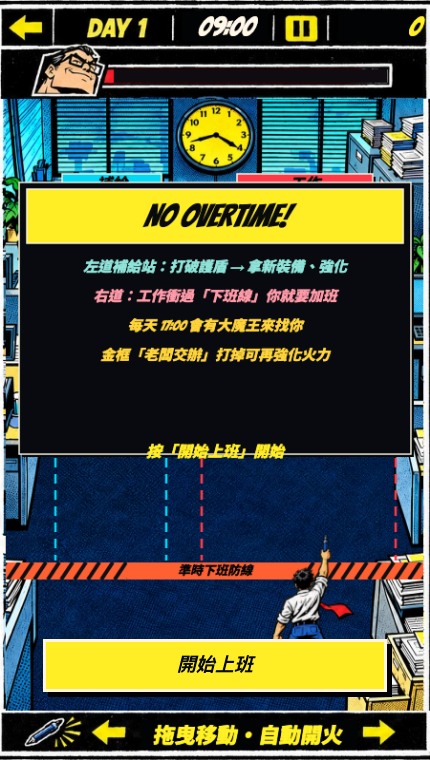 DAY 1 09:00 0
補給 工作
NO OVERTIME!
左道補給站：打破護盾 → 拿新裝備、強化
右道：工作衝過「下班線」你就要加班
每天 17:00 會有大魔王來找你
金框「老闆交辦」打掉可再強化火力
按「開始上班」開始
準時下班防線
開始上班
拖曳移動・自動開火